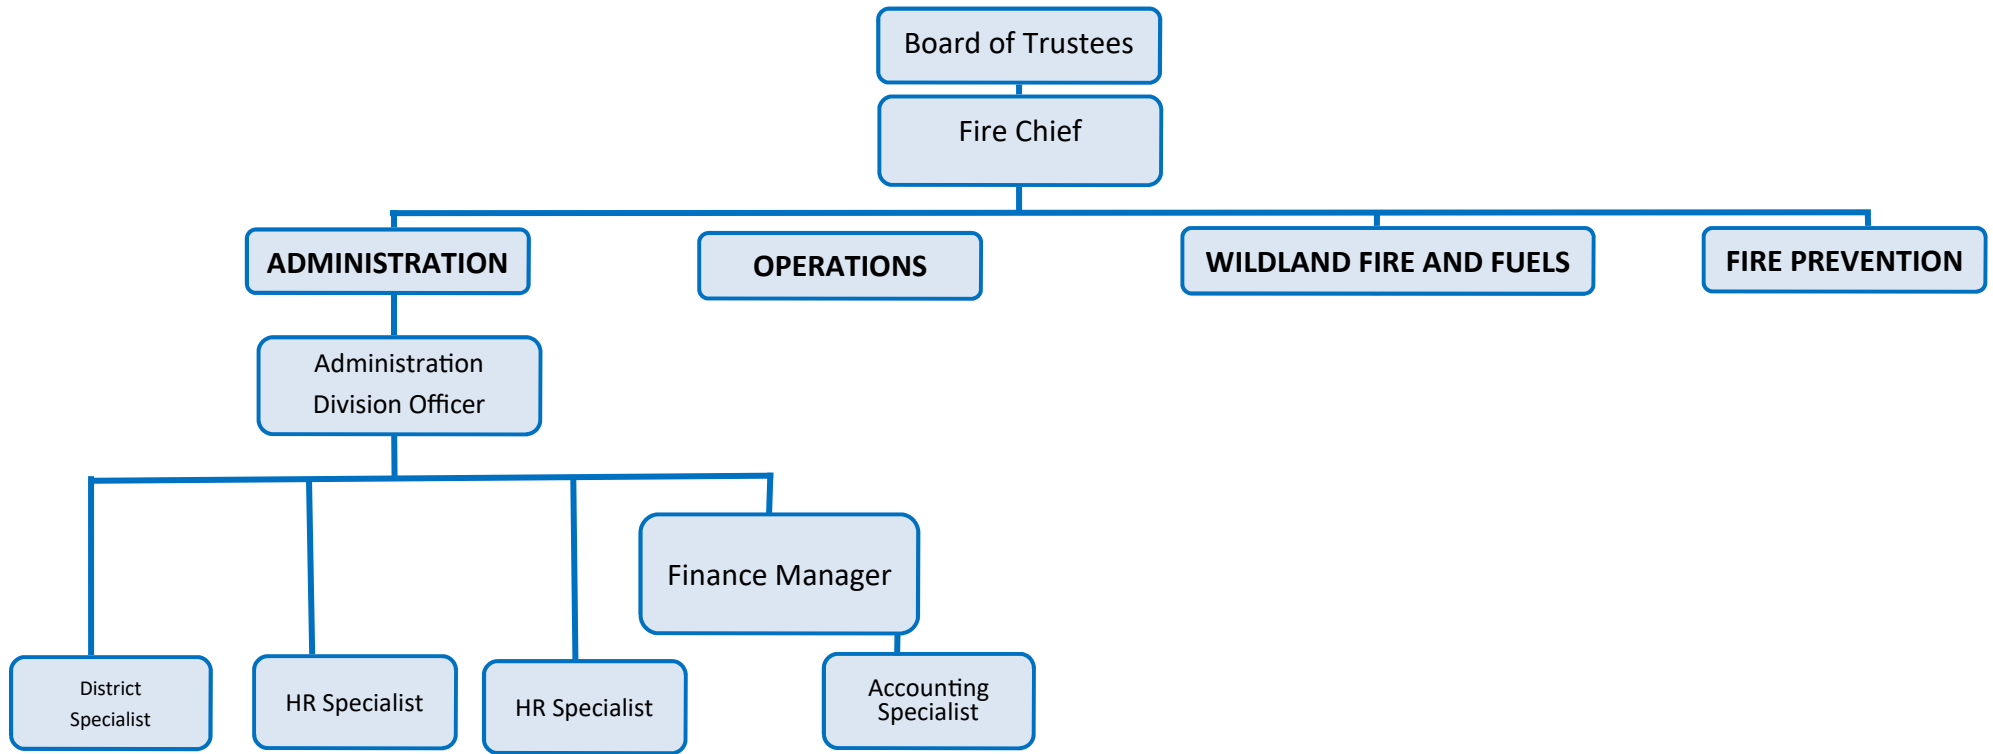 Board of Trustees
Fire Chief
ADMINISTRATION
OPERATIONS
WILDLAND FIRE AND FUELS
FIRE PREVENTION
Administration
Division Officer
Finance Manager
District
Specialist
HR Specialist
HR Specialist
Accounting
Specialist